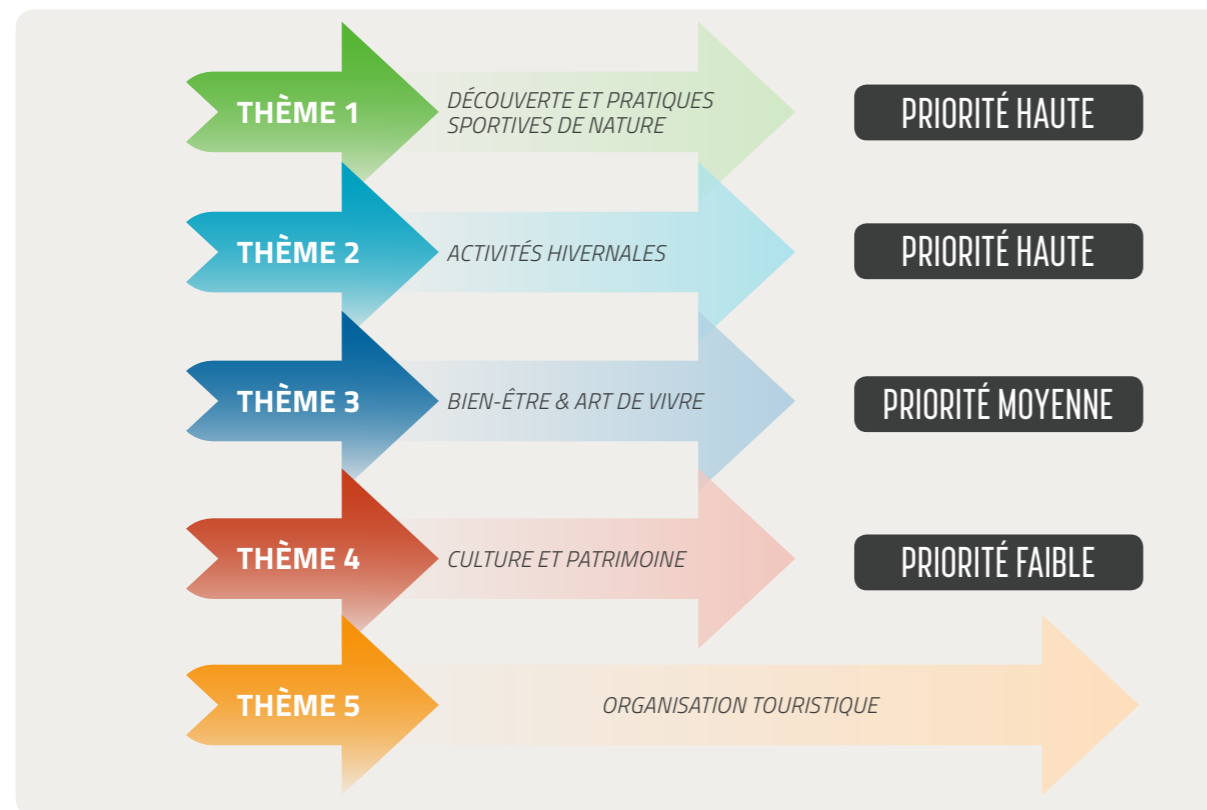 THÈME 1
DÉCOUVERTE ET PRATIQUES
SPORTIVES DE NATURE
PRIORITÉ HAUTE
THÈME 2
ACTIVITÉS HIVERNALES
PRIORITÉ HAUTE
THÈME 3
BIEN-ÊTRE & ART DE VIVRE
PRIORITÉ MOYENNE
THÈME 4
CULTURE ET PATRIMOINE
PRIORITÉ FAIBLE
THÈME 5
ORGANISATION TOURISTIQUE